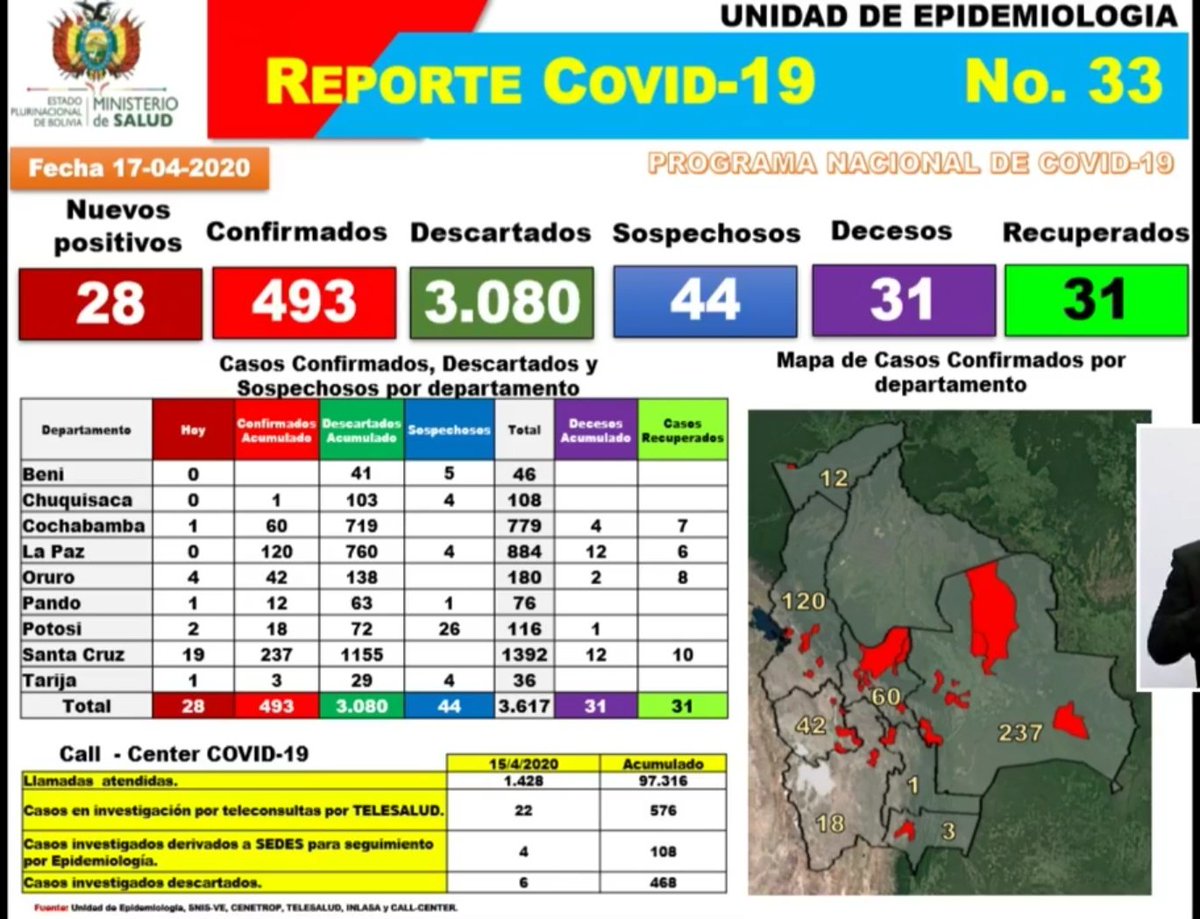 ESTADO
PLURINACIONAL
DE BOLIVIA
MINISTERIO
de SALUD
UNIDAD DE EPIDEMIOLOGIA
REPORTE COVID-19 No. 33
Fecha 17-04-2020
PROGRAMA NACIONAL DE COVID-19
Nuevos
positivos
Confirmados Descartados Sospechosos Decesos Recuperados
28 493 3.080 44 31 31
Casos Confirmados, Descartados y
Sospechosos por departamento
Departamento Hoy Confirmados Acumulado Descartados Acumulado Sospechosos Total Decesos Acumulado Casos Recuperados
Beni 0 41 5 46
Chuquisaca 0 1 103 4 108
Cochabamba 1 60 719 779 4 7
La Paz 0 120 760 4 884 12 6
Oruro 4 42 138 180 2 8
Pando 1 12 63 1 76
Potosi 2 18 72 26 116 1
Santa Cruz 19 237 1155 1392 12 10
Tarija 1 3 29 4 36
Total 28 493 3.080 44 3.617 31 31
Mapa de Casos Confirmados por
departamento
12
120
60
42
237
1
18
3
Call - Center COVID-19
15/4/2020 Acumulado
Llamadas atendidas. 1.428 97.316
Casos en investigación por teleconsultas por TELESALUD. 22 576
Casos investigados derivados a SEDES para seguimiento
por Epidemiología. 4 108
Casos investigados descartados. 6 468
Fuente: Unidad de Epidemiologia, SNIS-VE, CENETROP, TELESALUD, INLASA y CALL-CENTER.